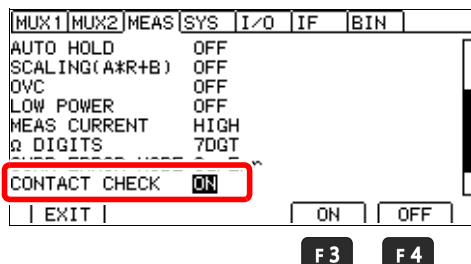 MUX1 MUX2 MEAS SYS I/O IF BIN
AUTO HOLD OFF
SCALING(A*R+B) OFF
OVC OFF
LOW POWER OFF
MEAS CURRENT HIGH
Ω DIGITS 7DGT
CONTACT CHECK ON
EXIT ON OFF
F3 F4